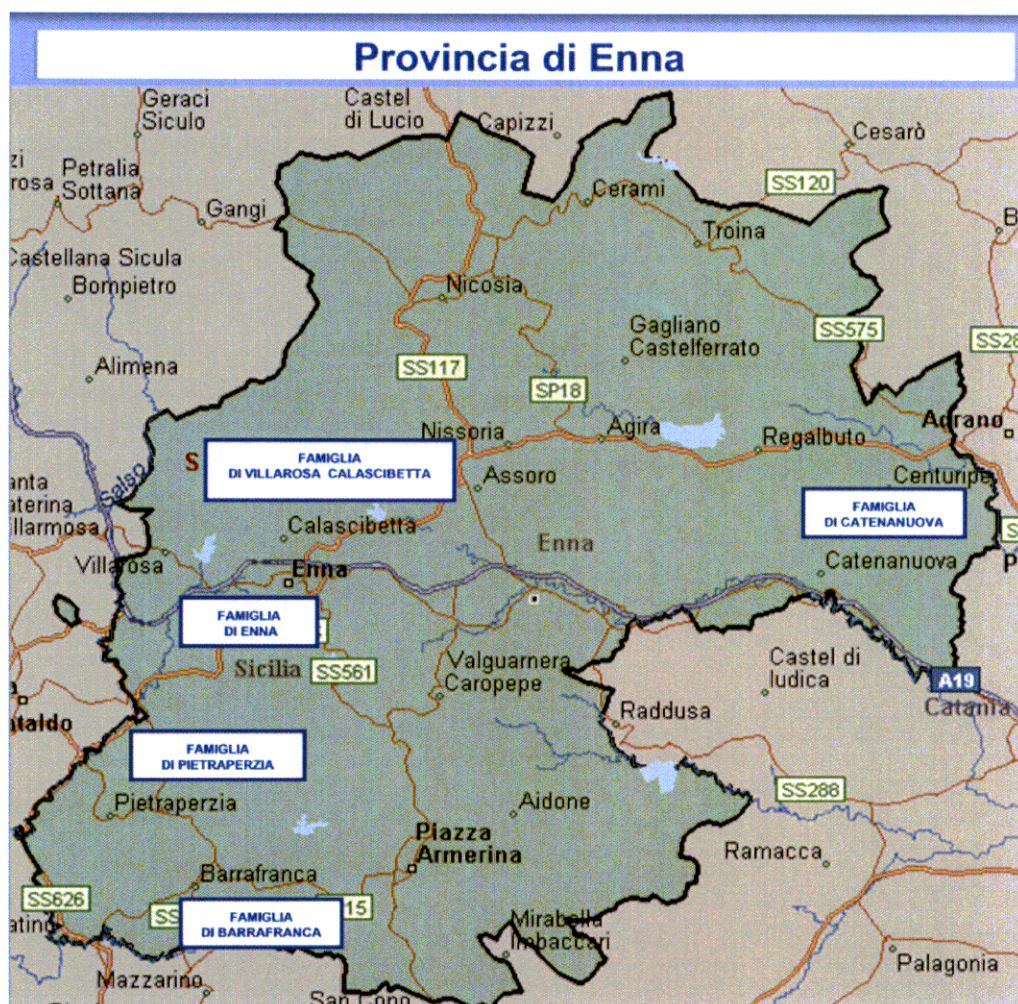 Provincia di Enna
Geraci
Siculo
Castel
di Lucio
Capizzi
Cesarò
Petralia
Sottana
SS120
Cerami
Gangi
Troina
Castellana Sicula
Bompietro
Nicosia
SS575
Gagliano
Castelferrato
SS117
Alimena
SP18
Nissoria
Agira
Regalbuto
Adrano
S
FAMIGLIA
DI VILLAROSA CALASCIBETTA
Assoro
Centuripe
Salso
FAMIGLIA
DI CATENANUOVA
Calascibetta
Enna
Villarosa
Catenanuova
Enna
FAMIGLIA
DI ENNA
Sicilia
SS561
Valguarnera
Caropepe
Castel di
Iudica
A19
Catania
Raddusa
FAMIGLIA
DI PIETRAPERZIA
SS288
Pietraperzia
Aidone
Piazza
Armerina
Ramacca
Barrafranca
SS626
15
FAMIGLIA
DI BARRAFRANCA
Mirabella
Imbaccari
Palagonia
Mazzarino
San Cono